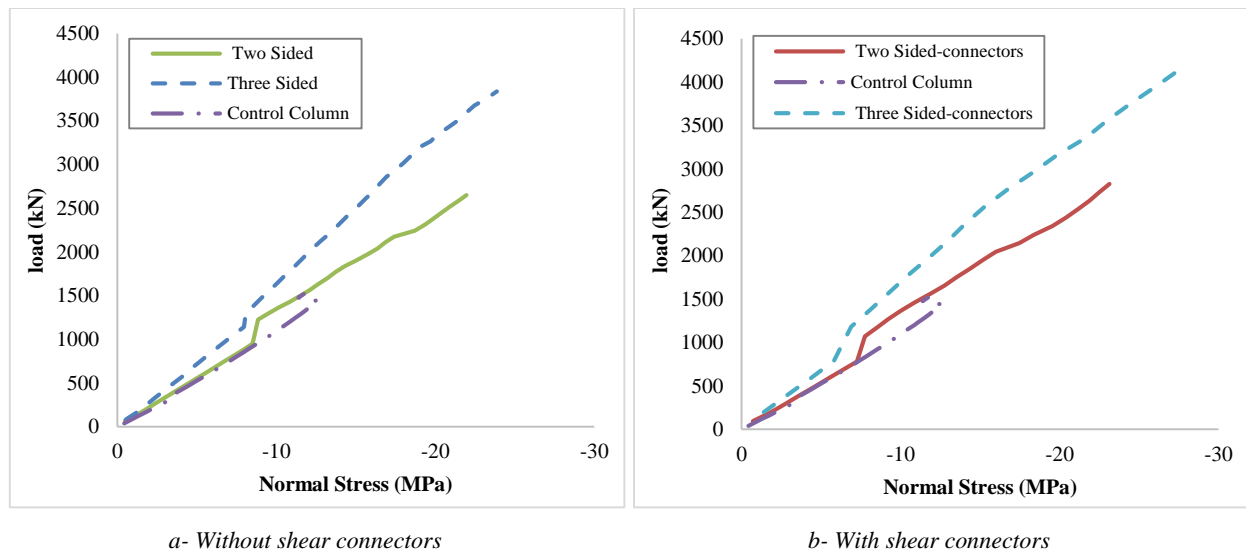 4500
4000
3500
3000
2500
2000
1500
1000
500
0
load (kN)
Two Sided
Three Sided
Control Column
0 -10 -20 -30
Normal Stress (MPa)
a- Without shear connectors
4500
4000
3500
3000
2500
2000
1500
1000
500
0
load (kN)
Two Sided-connectors
Control Column
Three Sided-connectors
0 -10 -20 -30
Normal Stress (MPa)
b- With shear connectors